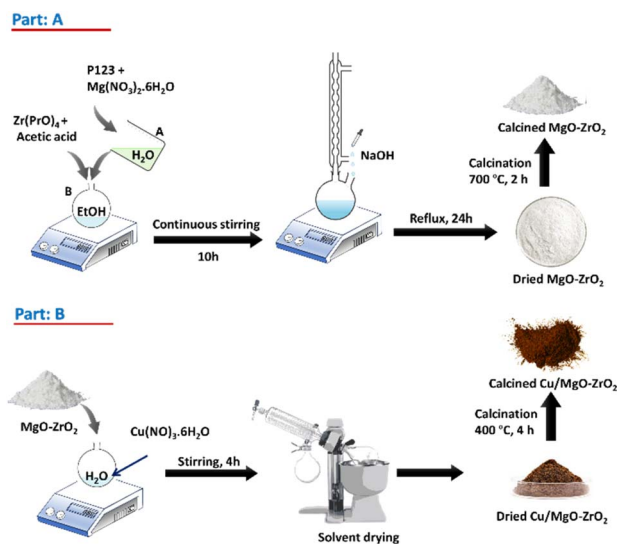 Part: A
P123 +
Mg(NO₃)₂.6H₂O
Zr(PrO)₄ +
Acetic acid
A
H₂O
B
EtOH
Continuous stirring
10h
NaOH
Reflux, 24h
Calcined MgO-ZrO₂
Calcination
700 °C, 2 h
Dried MgO-ZrO₂
Part: B
MgO-ZrO₂
Cu(NO)₃.6H₂O
H₂O
Stirring, 4h
Solvent drying
Calcined Cu/MgO-ZrO₂
Calcination
400 °C, 4 h
Dried Cu/MgO-ZrO₂